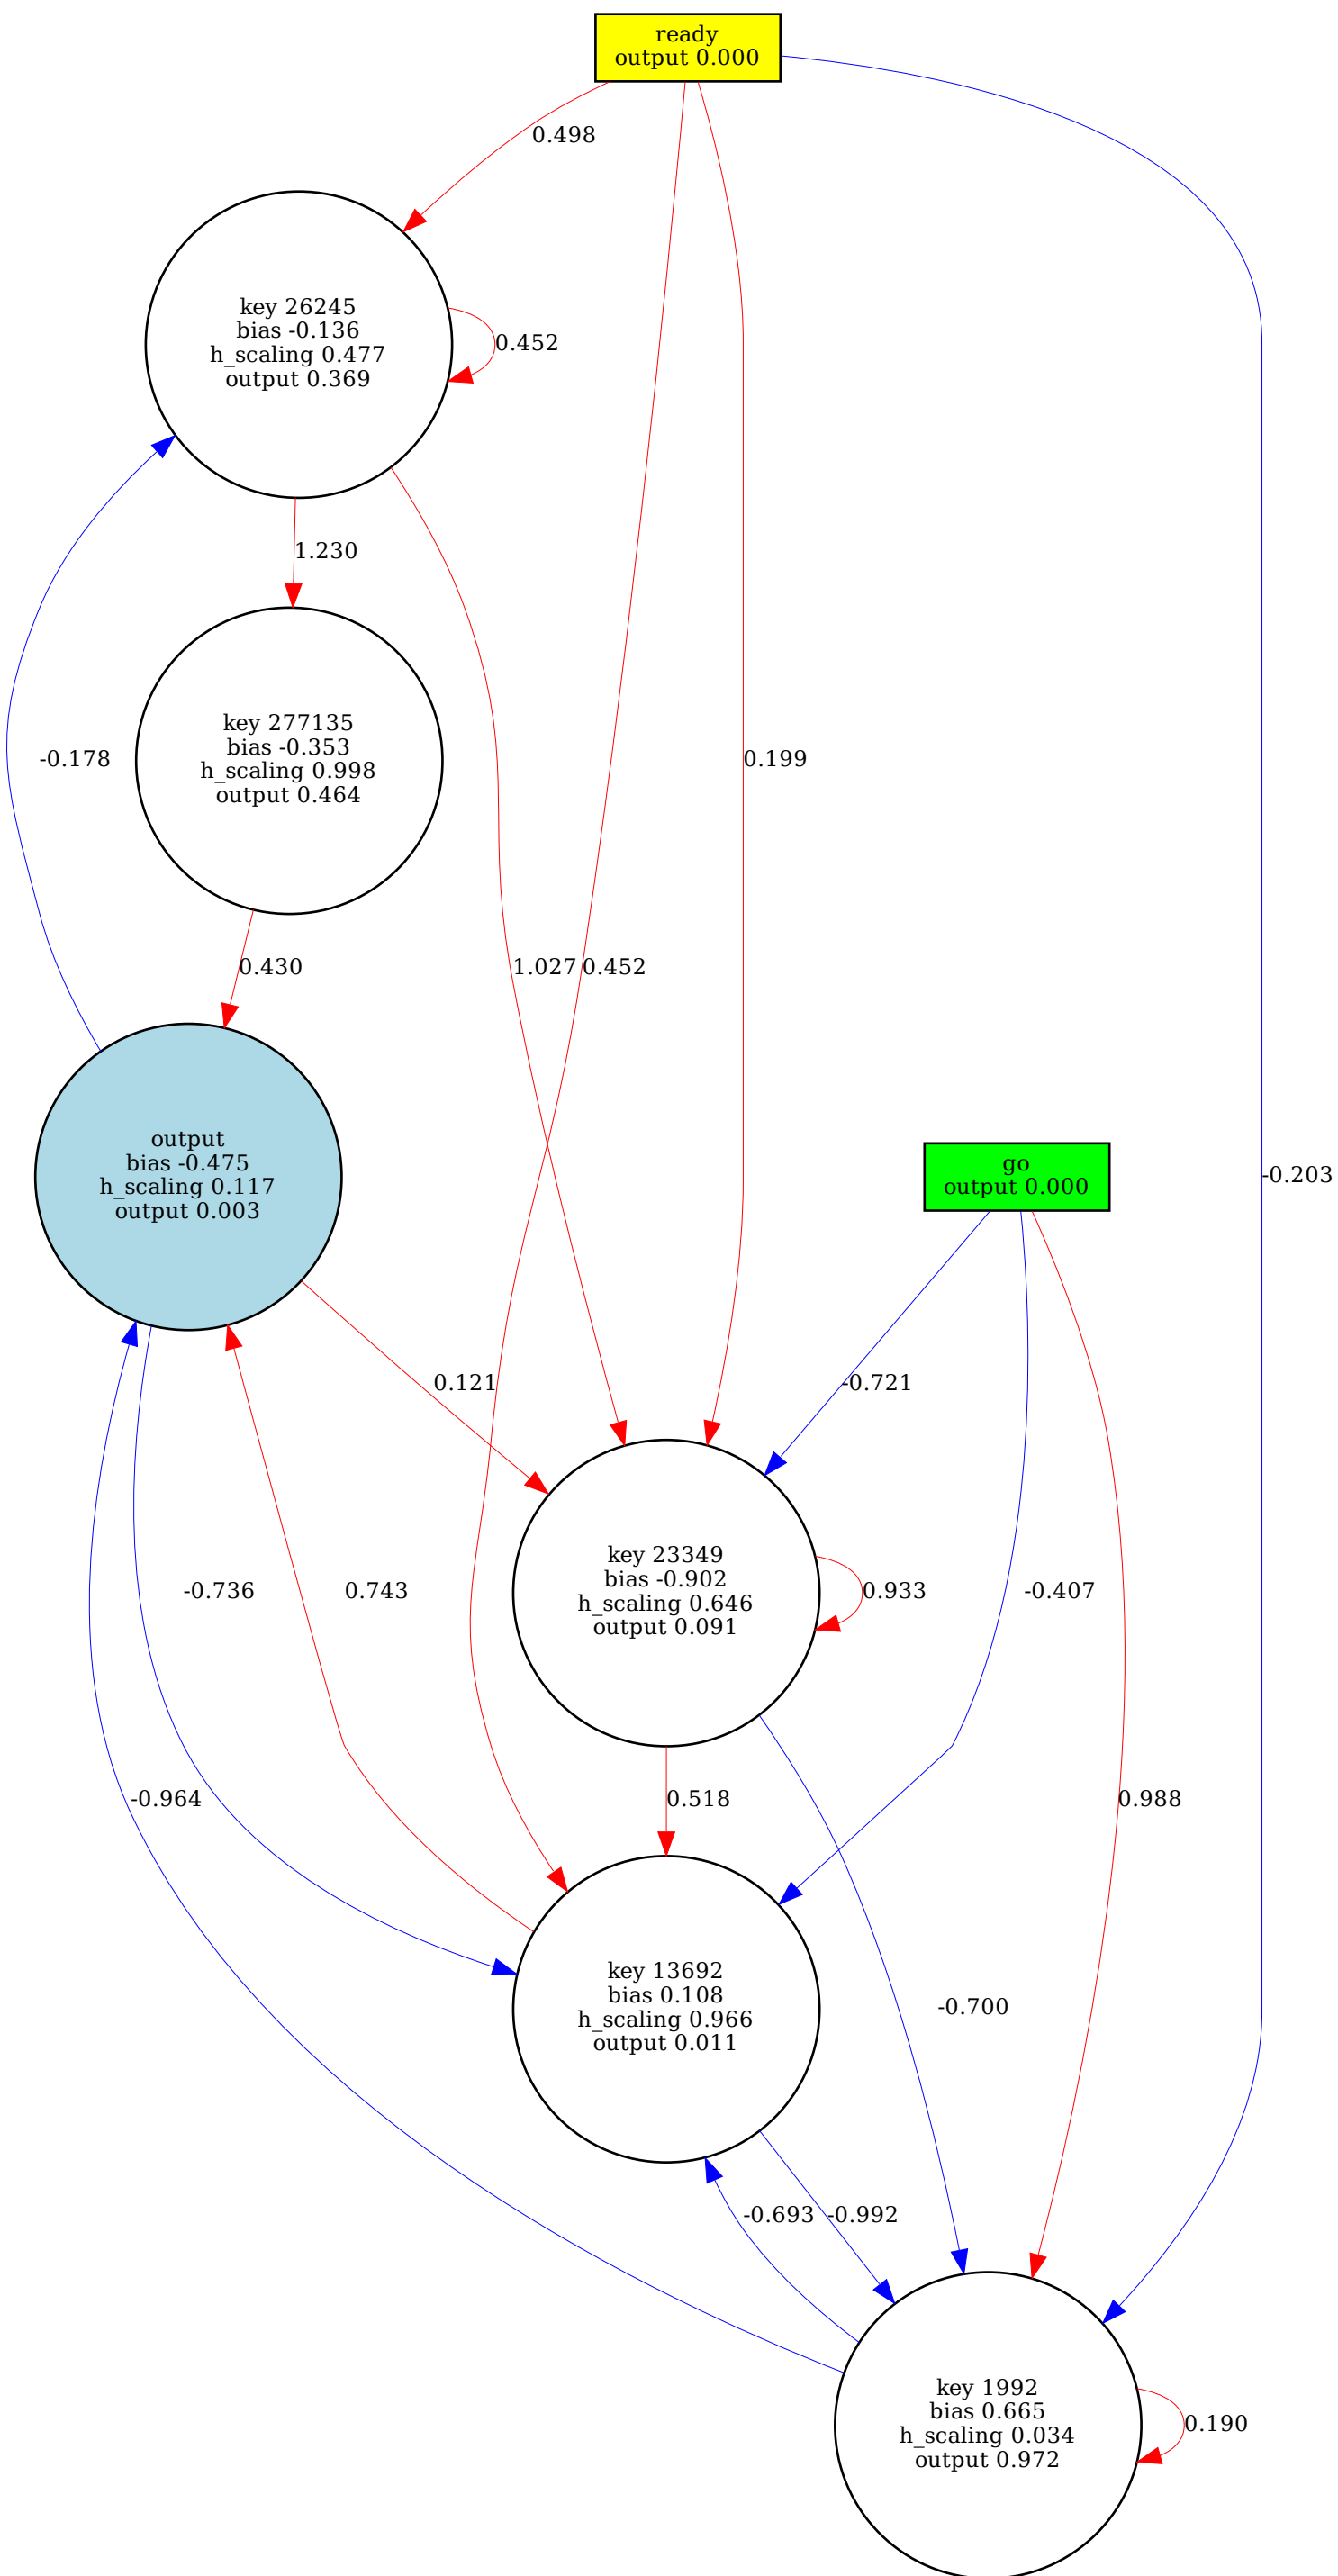 ready
output 0.000
0.498
key 26245
bias -0.136
h_scaling 0.477
output 0.369
0.452
1.230
key 277135
bias -0.353
h_scaling 0.998
output 0.464
-0.178
0.199
0.430
1.027
0.452
output
bias -0.475
h_scaling 0.117
output 0.003
go
output 0.000
-0.203
0.121
-0.721
key 23349
bias -0.902
h_scaling 0.646
output 0.091
-0.736
0.743
0.933
-0.407
-0.964
0.518
0.988
key 13692
bias 0.108
h_scaling 0.966
output 0.011
-0.700
-0.693
-0.992
key 1992
bias 0.665
h_scaling 0.034
output 0.972
0.190